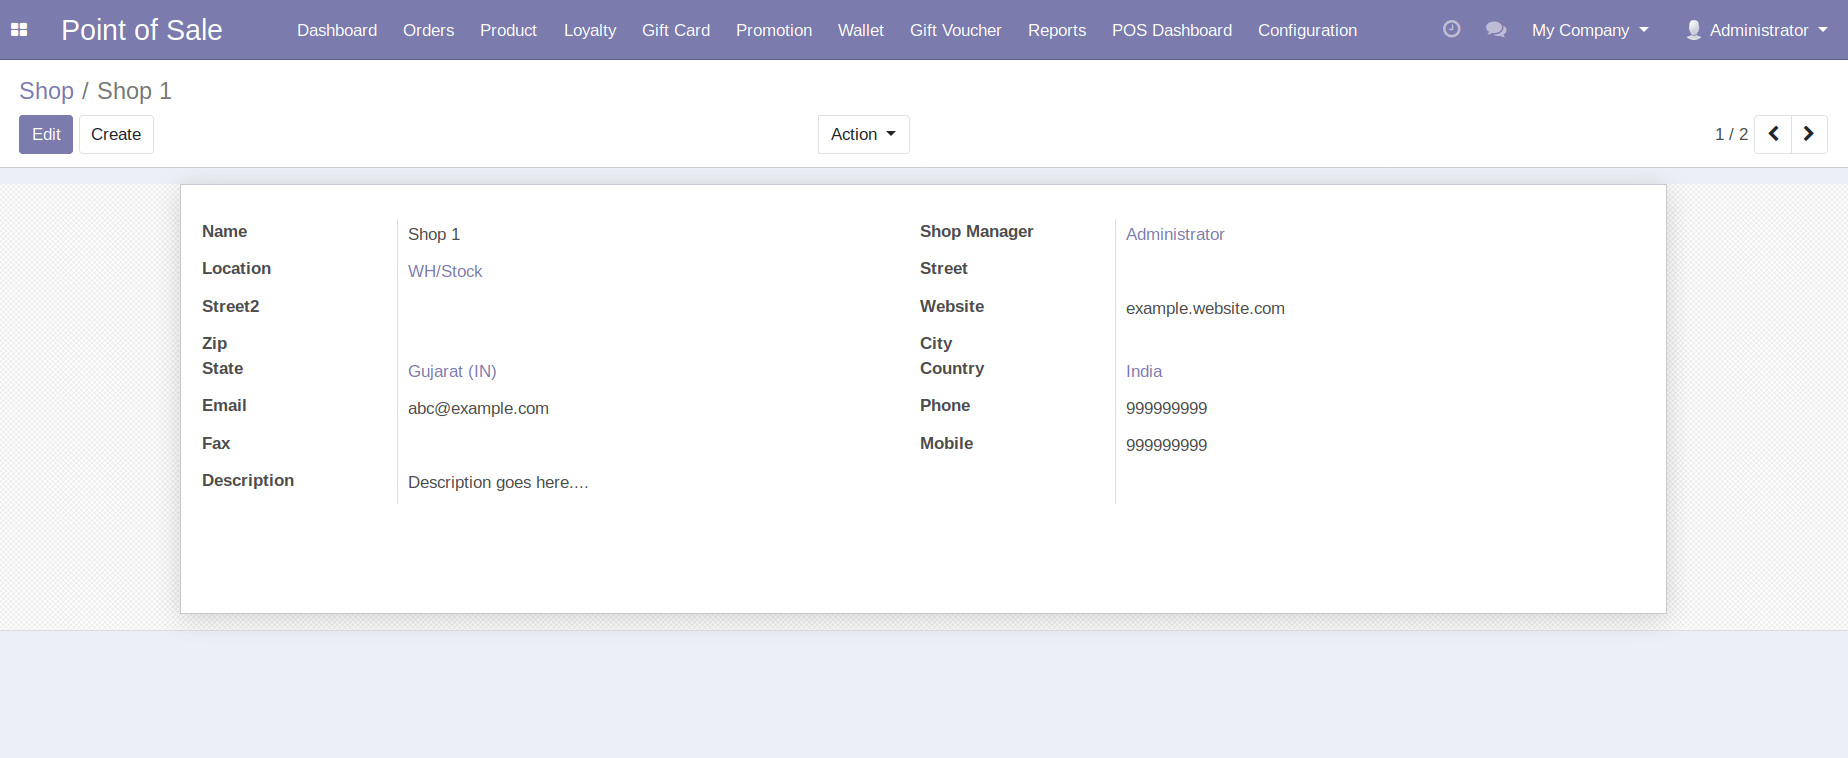 Point of Sale Dashboard Orders Product Loyalty Gift Card Promotion Wallet Gift Voucher Reports POS Dashboard Configuration My Company Administrator
Shop / Shop 1
Edit Create Action 1 / 2
Name Shop 1 Shop Manager Administrator
Location WH/Stock Street
Street2 Website example.website.com
Zip City
State Gujarat (IN) Country India
Email abc@example.com Phone 999999999
Fax Mobile 999999999
Description Description goes here....